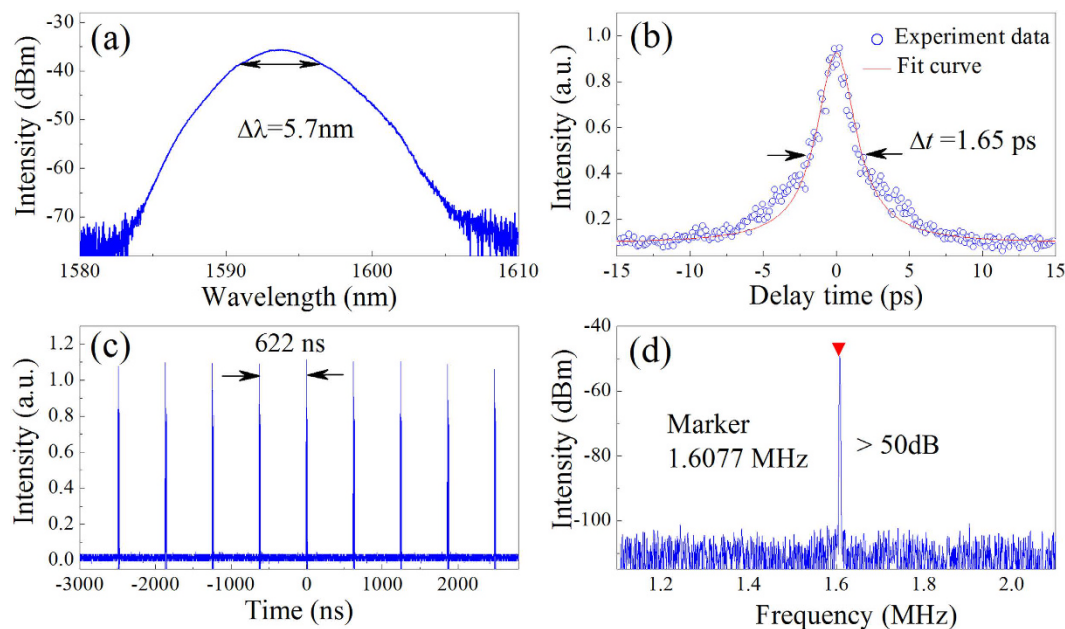 (a)
Δλ=5.7nm
Intensity (dBm)
-30
-40
-50
-60
-70
1580
1590
1600
1610
Wavelength (nm)
(b)
Experiment data
Fit curve
Δt =1.65 ps
Intensity (a.u.)
1.0
0.8
0.6
0.4
0.2
-15
-10
-5
0
5
10
15
Delay time (ps)
(c)
622 ns
Intensity (a.u.)
1.2
1.0
0.8
0.6
0.4
0.2
0.0
-3000
-2000
-1000
0
1000
2000
Time (ns)
(d)
Marker
1.6077 MHz
> 50dB
Intensity (dBm)
-40
-60
-80
-100
1.2
1.4
1.6
1.8
2.0
Frequency (MHz)